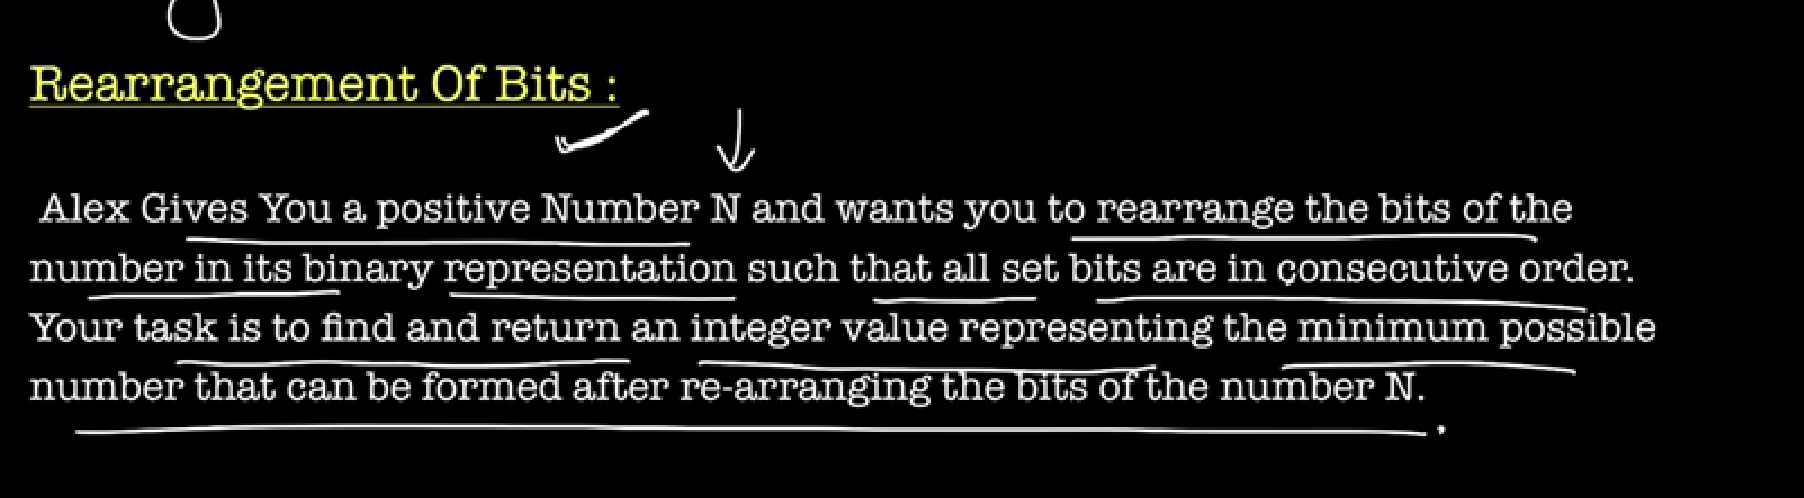 Rearrangement Of Bits :
Alex Gives You a positive Number N and wants you to rearrange the bits of the
number in its binary representation such that all set bits are in consecutive order.
Your task is to find and return an integer value representing the minimum possible
number that can be formed after re-arranging the bits of the number N.